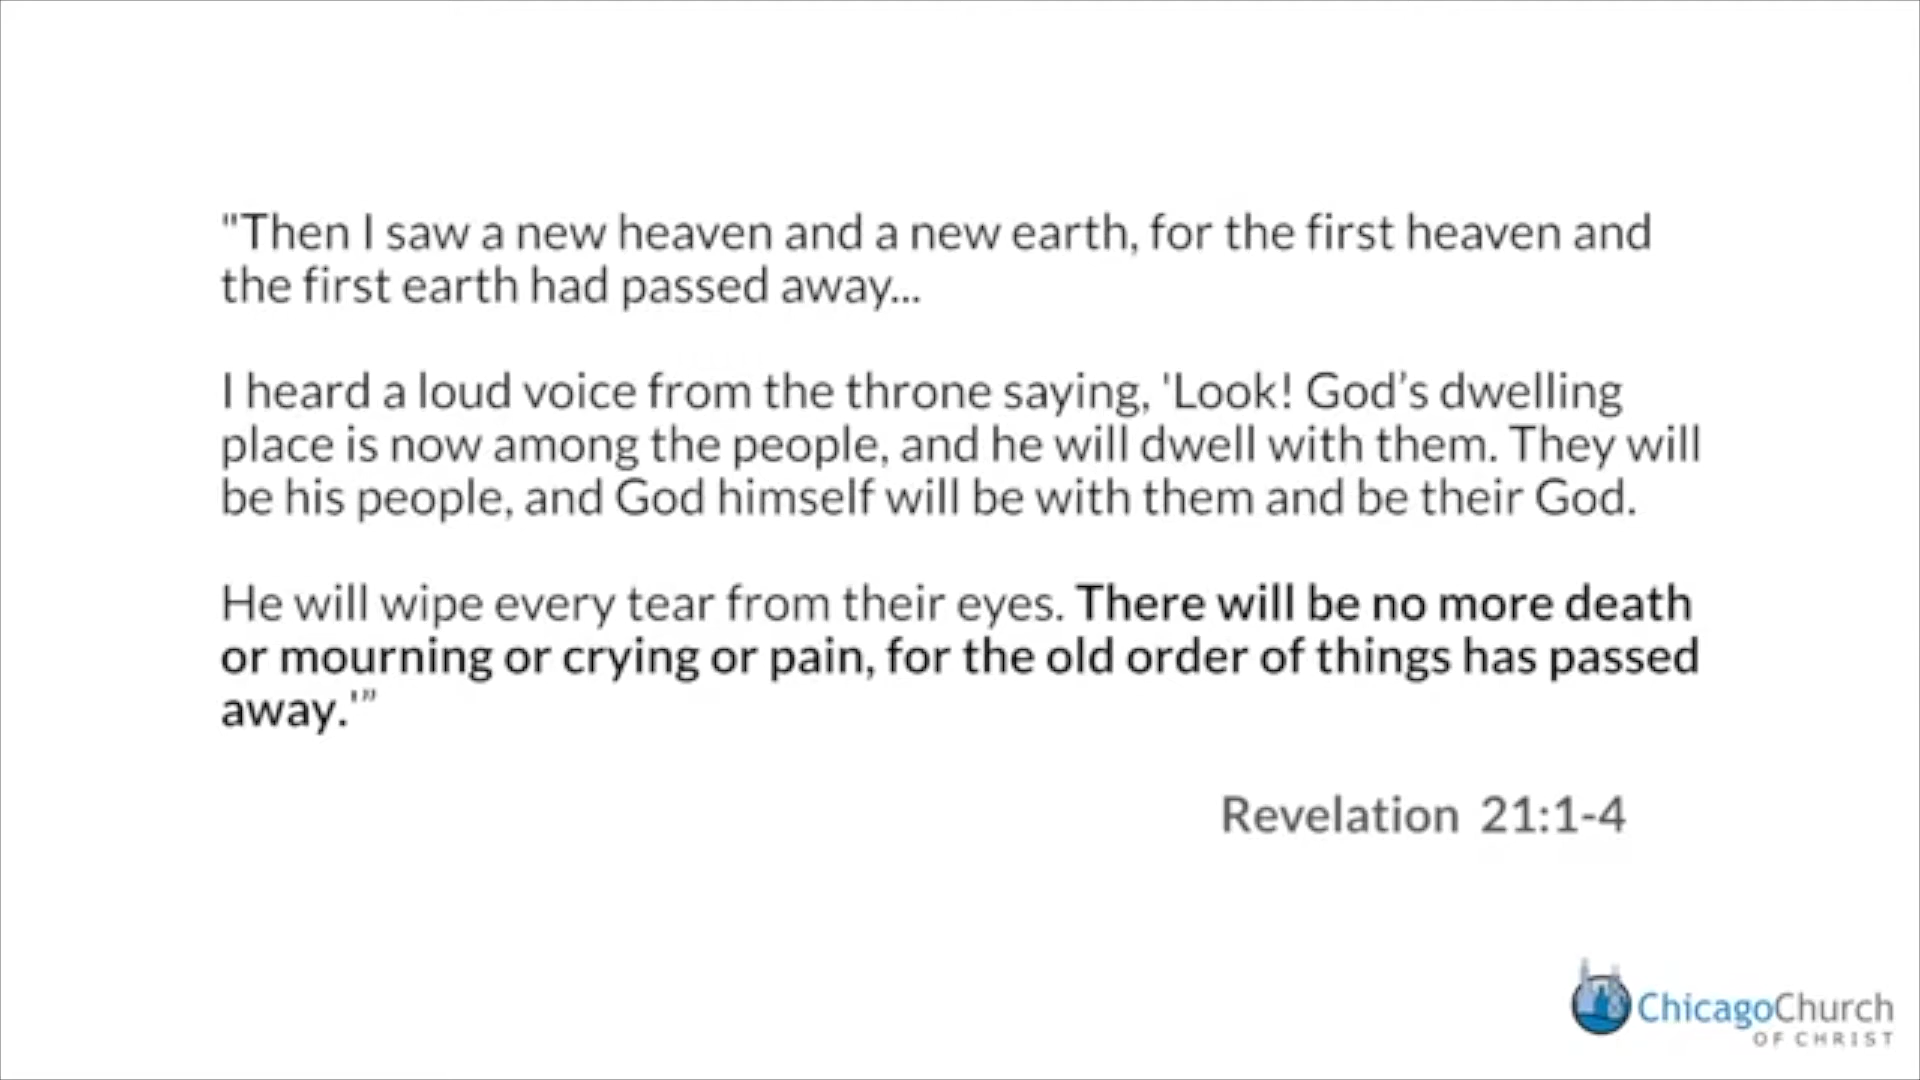 "Then I saw a new heaven and a new earth, for the first heaven and
the first earth had passed away...
I heard a loud voice from the throne saying, 'Look! God’s dwelling
place is now among the people, and he will dwell with them. They will
be his people, and God himself will be with them and be their God.
He will wipe every tear from their eyes. There will be no more death
or mourning or crying or pain, for the old order of things has passed
away.'”
Revelation 21:1-4
ChicagoChurch
OF CHRIST